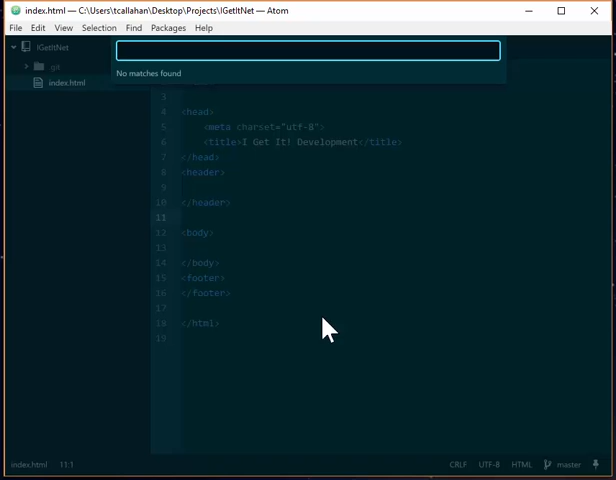 index.html — C:\Users\tcallahan\Desktop\Projects\IGetItNet — Atom
File Edit View Selection Find Packages Help
IGetItNet
No matches found
.git
index.html
3
4 <head>
5 <meta charset="utf-8">
6 <title>I Get It! Development</title>
7 </head>
8 <header>
9
10 </header>
11
12 <body>
13
14 </body>
15 <footer>
16 </footer>
17
18 </html>
19
index.html 11:1 CRLF UTF-8 HTML master